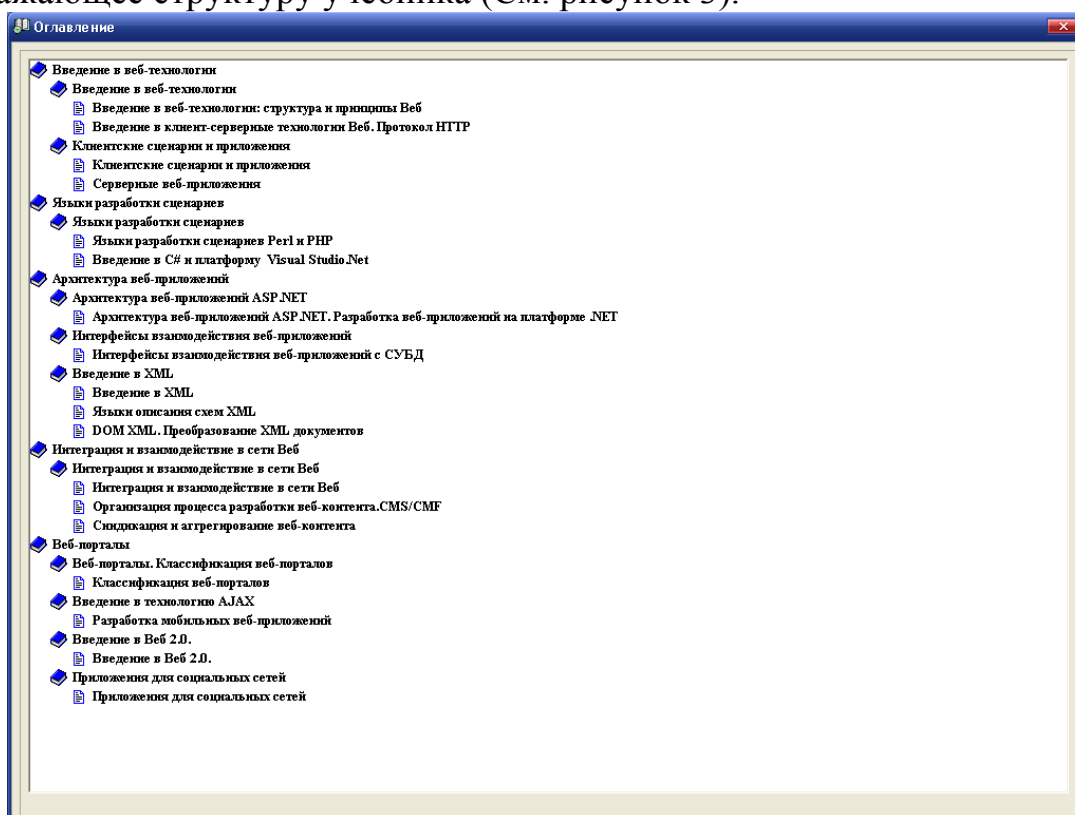 ажающее структуру учебника (См. рисунок 3).
Оглавление
Введение в веб-технологии
Введение в веб-технологии
Введение в веб-технологии: структура и принципы Веб
Введение в клиент-серверные технологии Веб. Протокол HTTP
Клиентские сценарии и приложения
Клиентские сценарии и приложения
Серверные веб-приложения
Языки разработки сценариев
Языки разработки сценариев
Языки разработки сценариев Perl и PHP
Введение в C# и платформу Visual Studio.Net
Архитектура веб-приложений
Архитектура веб-приложений ASP.NET
Архитектура веб-приложений ASP.NET. Разработка веб-приложений на платформе .NET
Интерфейсы взаимодействия веб-приложений
Интерфейсы взаимодействия веб-приложений с СУБД
Введение в XML
Введение в XML
Языки описания схем XML
DOM XML. Преобразование XML документов
Интеграция и взаимодействие в сети Веб
Интеграция и взаимодействие в сети Веб
Интеграция и взаимодействие в сети Веб
Организация процесса разработки веб-контента.CMS/CMF
Синдикация и аггрегирование веб-контента
Веб-порталы
Веб-порталы. Классификация веб-порталов
Классификация веб-порталов
Введение в технологию AJAX
Разработка мобильных веб-приложений
Введение в Веб 2.0.
Введение в Веб 2.0.
Приложения для социальных сетей
Приложения для социальных сетей